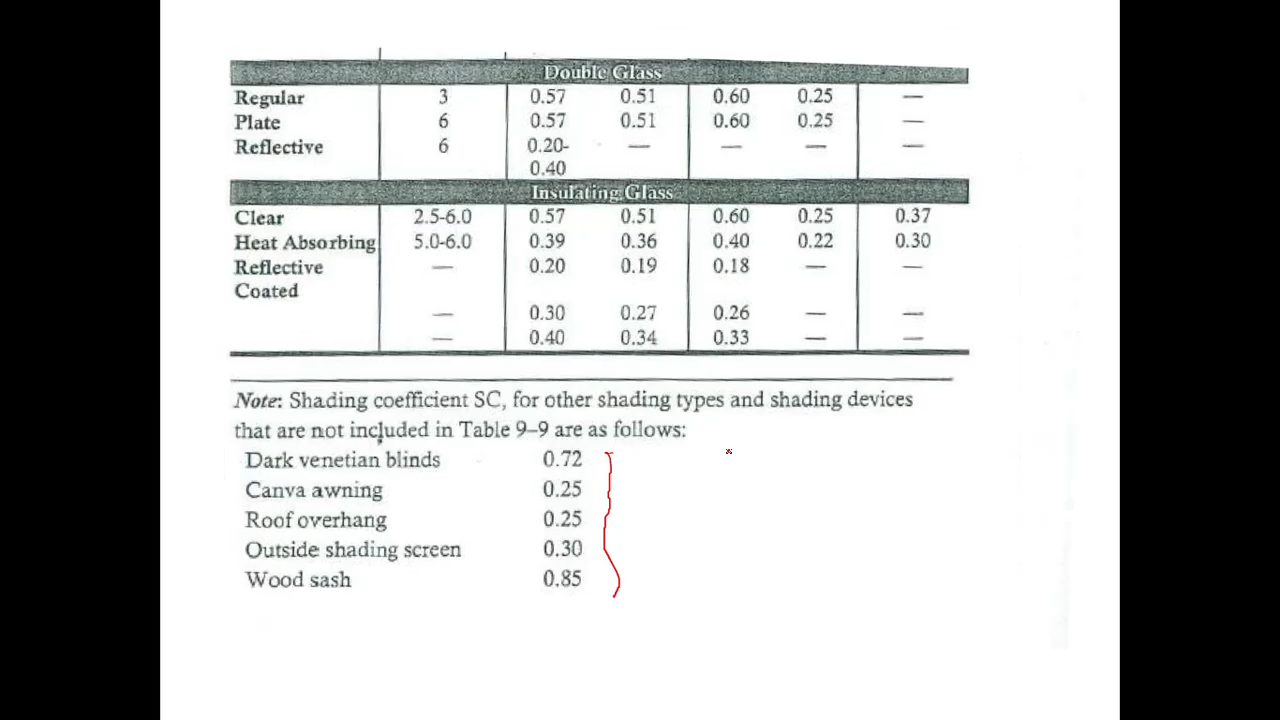 Double Glass
Regular 3 0.57 0.51 0.60 0.25 —
Plate 6 0.57 0.51 0.60 0.25 —
Reflective 6 0.20- — — — —
0.40
Insulating Glass
Clear 2.5-6.0 0.57 0.51 0.60 0.25 0.37
Heat Absorbing 5.0-6.0 0.39 0.36 0.40 0.22 0.30
Reflective — 0.20 0.19 0.18 — —
Coated
— 0.30 0.27 0.26 — —
— 0.40 0.34 0.33 — —
Note: Shading coefficient SC, for other shading types and shading devices
that are not included in Table 9–9 are as follows:
Dark venetian blinds 0.72
Canva awning 0.25
Roof overhang 0.25
Outside shading screen 0.30
Wood sash 0.85